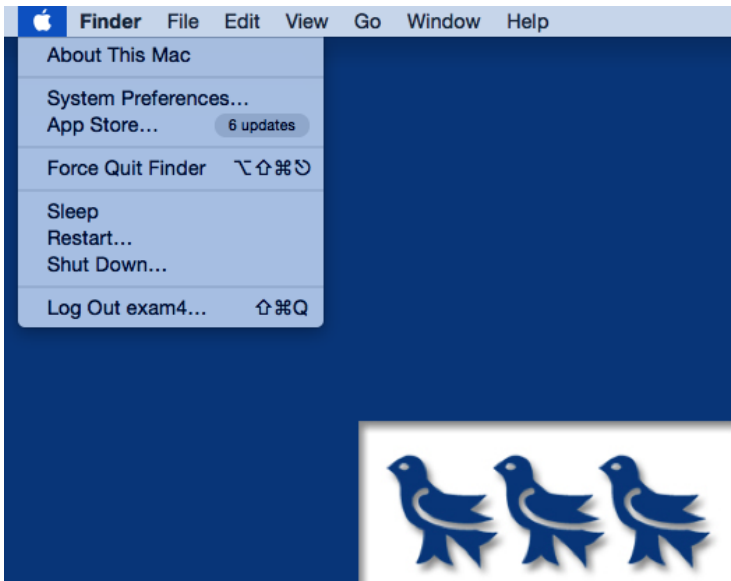 Finder File Edit View Go Window Help
About This Mac
System Preferences...
App Store... 6 updates
Force Quit Finder ⌥⇧⌘⎋
Sleep
Restart...
Shut Down...
Log Out exam4... ⇧⌘Q